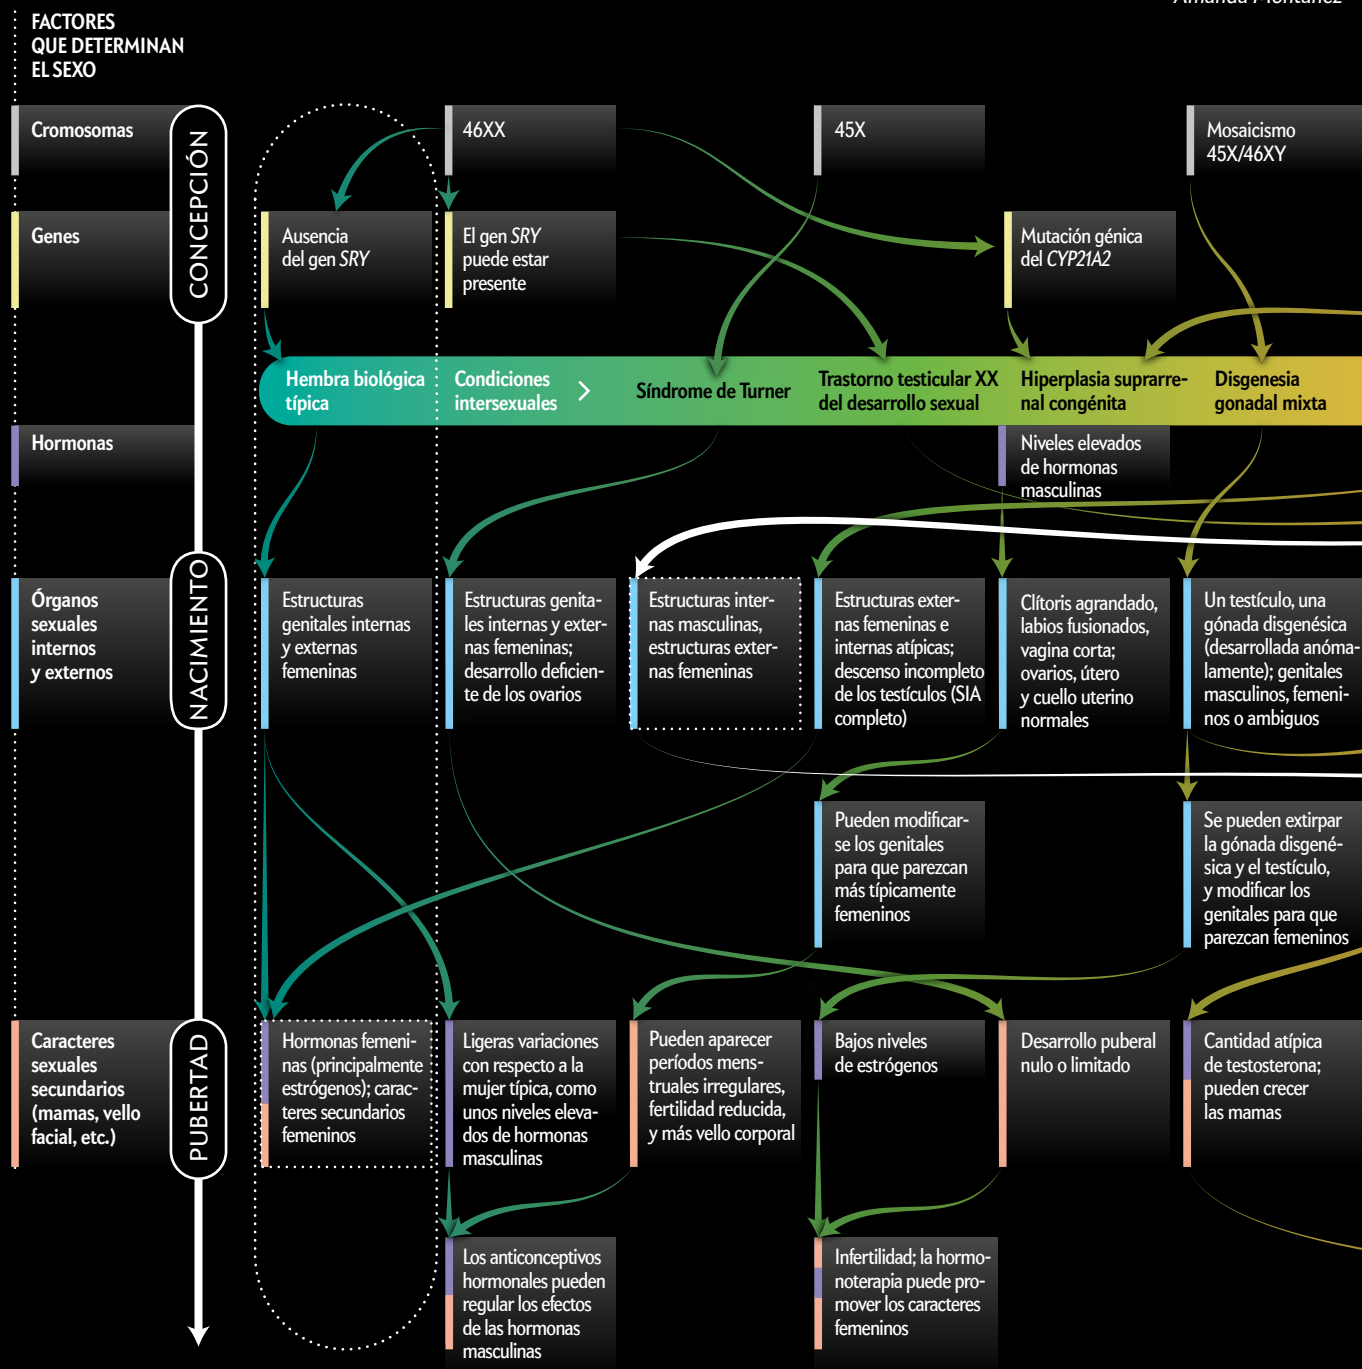 Amanda Montañez
FACTORES
QUE DETERMINAN
EL SEXO
Cromosomas
CONCEPCIÓN
46XX
45X
Mosaicismo
45X/46XY
Genes
Ausencia
del gen SRY
El gen SRY
puede estar
presente
Mutación génica
del CYP21A2
Hembra biológica
típica
Condiciones
intersexuales >
Síndrome de Turner
Trastorno testicular XX
del desarrollo sexual
Hiperplasia suprarre-
nal congénita
Disgenesia
gonadal mixta
Hormonas
Niveles elevados
de hormonas
masculinas
NACIMIENTO
Órganos
sexuales
internos
y externos
Estructuras
genitales internas
y externas
femeninas
Estructuras genita-
les internas y exter-
nas femeninas;
desarrollo deficien-
te de los ovarios
Estructuras inter-
nas masculinas,
estructuras exter-
nas femeninas
Estructuras exter-
nas femeninas e
internas atípicas;
descenso incompleto
de los testículos (SIA
completo)
Clítoris agrandado,
labios fusionados,
vagina corta;
ovarios, útero
y cuello uterino
normales
Un testículo, una
gónada disgenésica
(desarrollada anóma-
lamente); genitales
masculinos, femeni-
nos o ambiguos
Pueden modificar-
se los genitales
para que parezcan
más típicamente
femeninos
Se pueden extirpar
la gónada disgené-
sica y el testículo,
y modificar los
genitales para que
parezcan femeninos
PUBERTAD
Caracteres
sexuales
secundarios
(mamas, vello
facial, etc.)
Hormonas femeni-
nas (principalmente
estrógenos); carac-
teres secundarios
femeninos
Ligeras variaciones
con respecto a la
mujer típica, como
unos niveles eleva-
dos de hormonas
masculinas
Pueden aparecer
períodos mens-
truales irregulares,
fertilidad reducida,
y más vello corporal
Bajos niveles
de estrógenos
Desarrollo puberal
nulo o limitado
Cantidad atípica
de testosterona;
pueden crecer
las mamas
Los anticonceptivos
hormonales pueden
regular los efectos
de las hormonas
masculinas
Infertilidad; la hormo-
noterapia puede pro-
mover los caracteres
femeninos